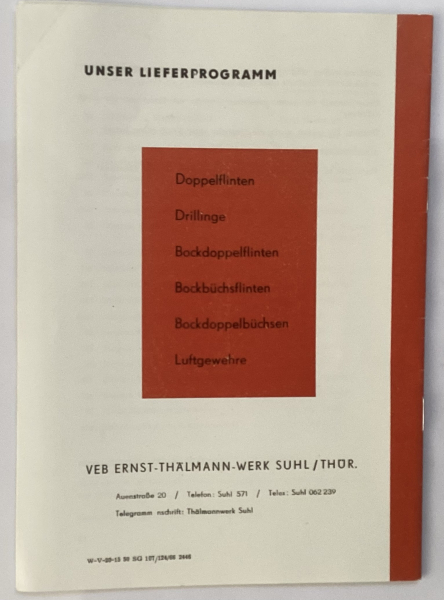 UNSER LIEFERPROGRAMM
Doppelflinten
Drillinge
Bockdoppelflinten
Bockbüchsflinten
Bockdoppelbüchsen
Luftgewehre
VEB ERNST-THÄLMANN-WERK SUHL/THÜR.
Auenstraße 20 / Telefon: Suhl 571 / Telex: Suhl 062 239
Telegramm nschrift: Thälmannwerk Suhl